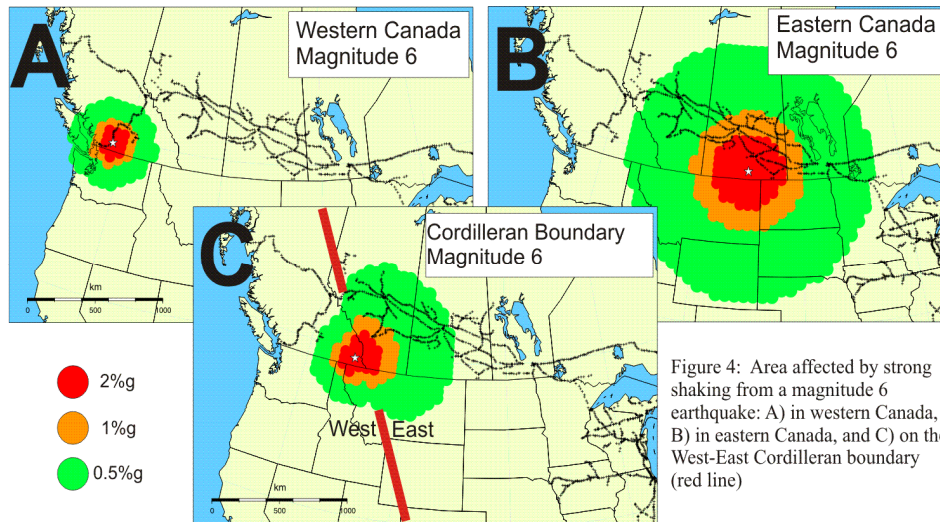 A
Western Canada
Magnitude 6
B
Eastern Canada
Magnitude 6
C
Cordilleran Boundary
Magnitude 6
km
0
500
1000
2%g
1%g
0.5%g
West East
km
0
500
1000
Figure 4: Area affected by strong
shaking from a magnitude 6
earthquake: A) in western Canada,
B) in eastern Canada, and C) on the
West-East Cordilleran boundary
(red line)